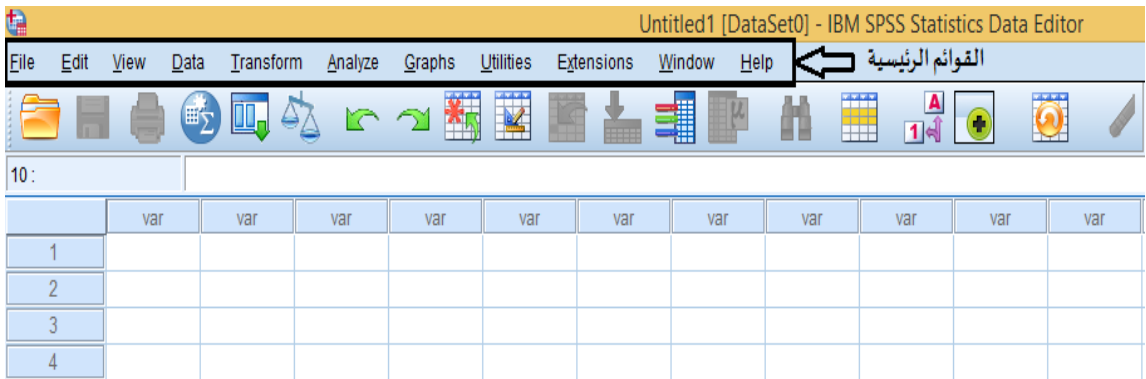 Untitled1 [DataSet0] - IBM SPSS Statistics Data Editor
File Edit View Data Transform Analyze Graphs Utilities Extensions Window Help القوائم الرئيسية
A
1
μ
10 :
var var var var var var var var var var var
1
2
3
4